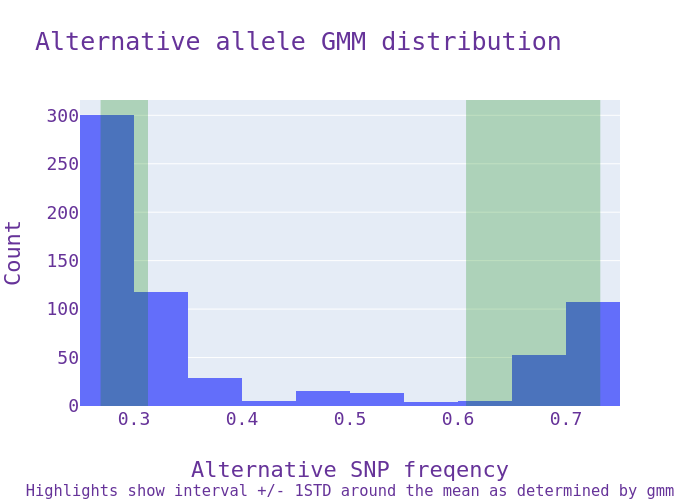 Alternative allele GMM distribution
Count
300
250
200
150
100
50
0
0.3 0.4 0.5 0.6 0.7
Alternative SNP freqency
Highlights show interval +/- 1STD around the mean as determined by gmm